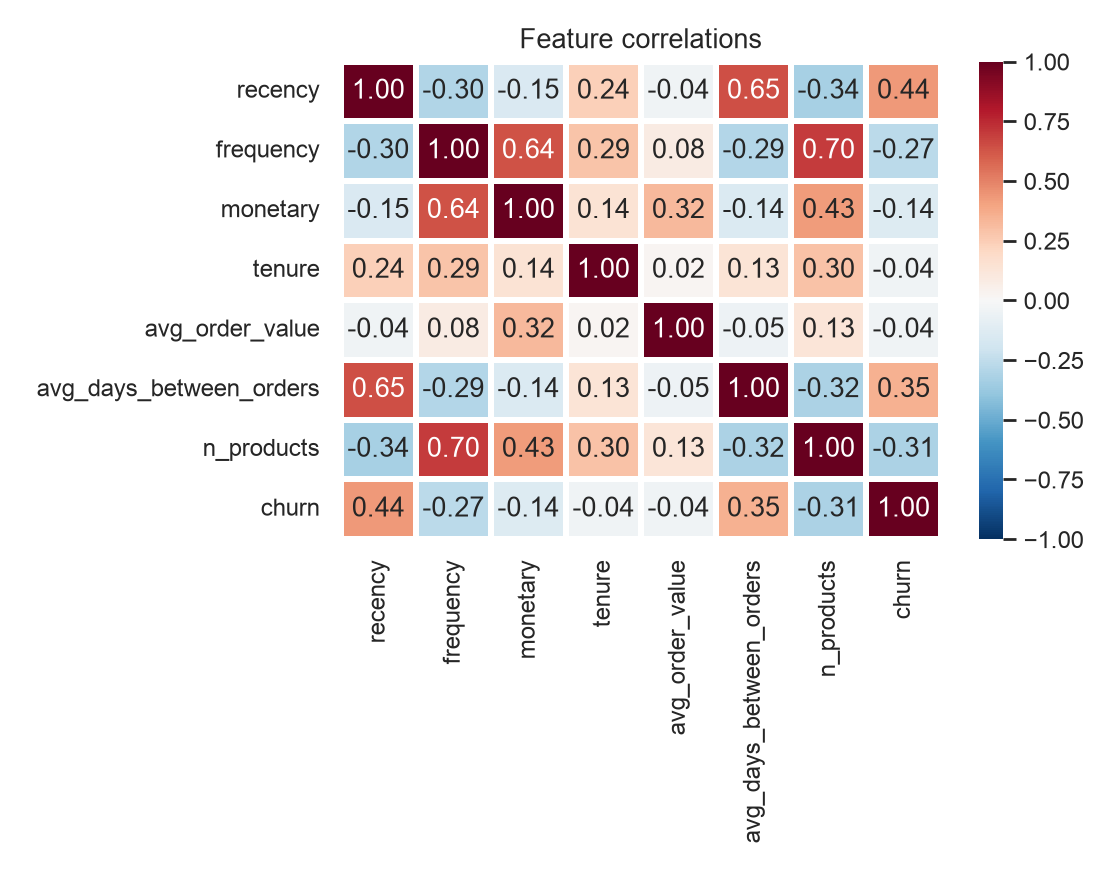 Feature correlations
recency 1.00 -0.30 -0.15 0.24 -0.04 0.65 -0.34 0.44
frequency -0.30 1.00 0.64 0.29 0.08 -0.29 0.70 -0.27
monetary -0.15 0.64 1.00 0.14 0.32 -0.14 0.43 -0.14
tenure 0.24 0.29 0.14 1.00 0.02 0.13 0.30 -0.04
avg_order_value -0.04 0.08 0.32 0.02 1.00 -0.05 0.13 -0.04
avg_days_between_orders 0.65 -0.29 -0.14 0.13 -0.05 1.00 -0.32 0.35
n_products -0.34 0.70 0.43 0.30 0.13 -0.32 1.00 -0.31
churn 0.44 -0.27 -0.14 -0.04 -0.04 0.35 -0.31 1.00
recency
frequency
monetary
tenure
avg_order_value
avg_days_between_orders
n_products
churn
1.00
0.75
0.50
0.25
0.00
−0.25
−0.50
−0.75
−1.00